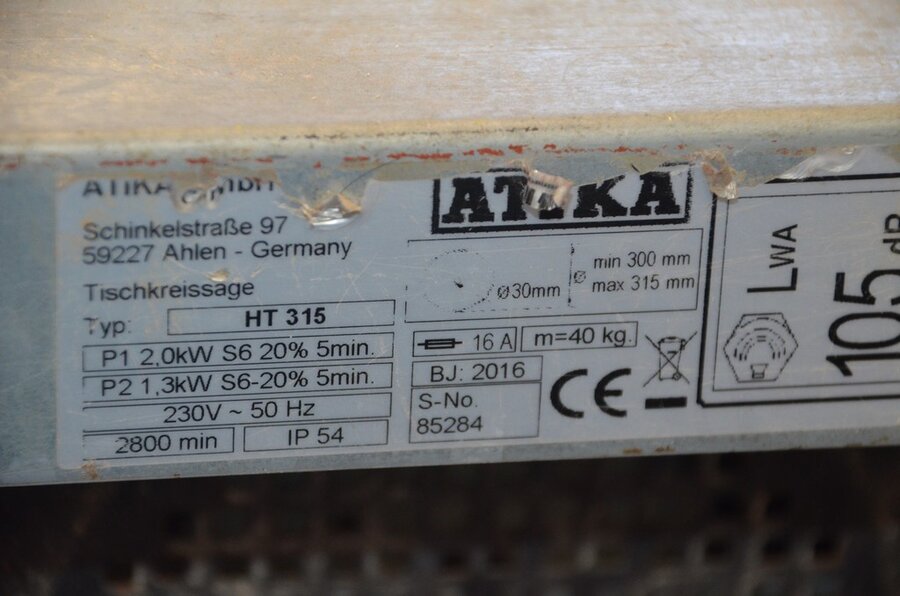 ATIKA GmbH
Schinkelstraße 97
59227 Ahlen - Germany
Tischkreissage
Typ: HT 315
P1 2,0kW S6 20% 5min.
P2 1,3kW S6-20% 5min.
230V ~ 50 Hz
2800 min
IP 54
ATIKA
ø30mm
ø min 300 mm
max 315 mm
16 A
m=40 kg.
BJ: 2016
S-No.
85284
CE
LWA
105 dB